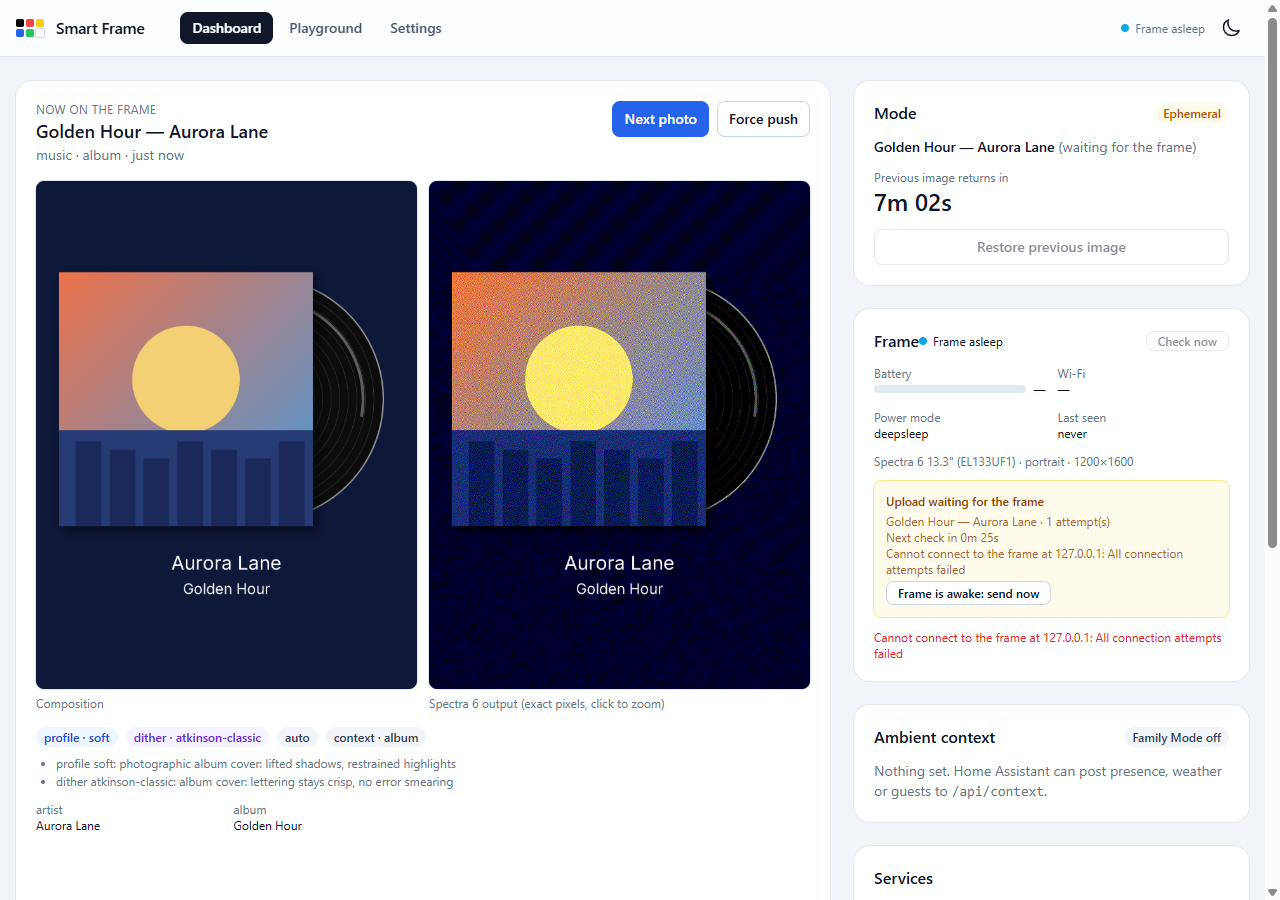 Smart Frame
Dashboard
Playground
Settings
Frame asleep
NOW ON THE FRAME
Golden Hour — Aurora Lane
music · album · just now
Next photo
Force push
Aurora Lane
Golden Hour
Aurora Lane
Golden Hour
Composition
Spectra 6 output (exact pixels, click to zoom)
profile · soft
dither · atkinson-classic
auto
context · album
profile soft: photographic album cover: lifted shadows, restrained highlights
dither atkinson-classic: album cover: lettering stays crisp, no error smearing
artist
Aurora Lane
album
Golden Hour
Mode
Ephemeral
Golden Hour — Aurora Lane (waiting for the frame)
Previous image returns in
7m 02s
Restore previous image
Frame
Frame asleep
Check now
Battery
—
Wi-Fi
—
Power mode
deepsleep
Last seen
never
Spectra 6 13.3" (EL133UF1) · portrait · 1200×1600
Upload waiting for the frame
Golden Hour — Aurora Lane · 1 attempt(s)
Next check in 0m 25s
Cannot connect to the frame at 127.0.0.1: All connection
attempts failed
Frame is awake: send now
Cannot connect to the frame at 127.0.0.1: All connection attempts
failed
Ambient context
Family Mode off
Nothing set. Home Assistant can post presence, weather
or guests to /api/context.
Services